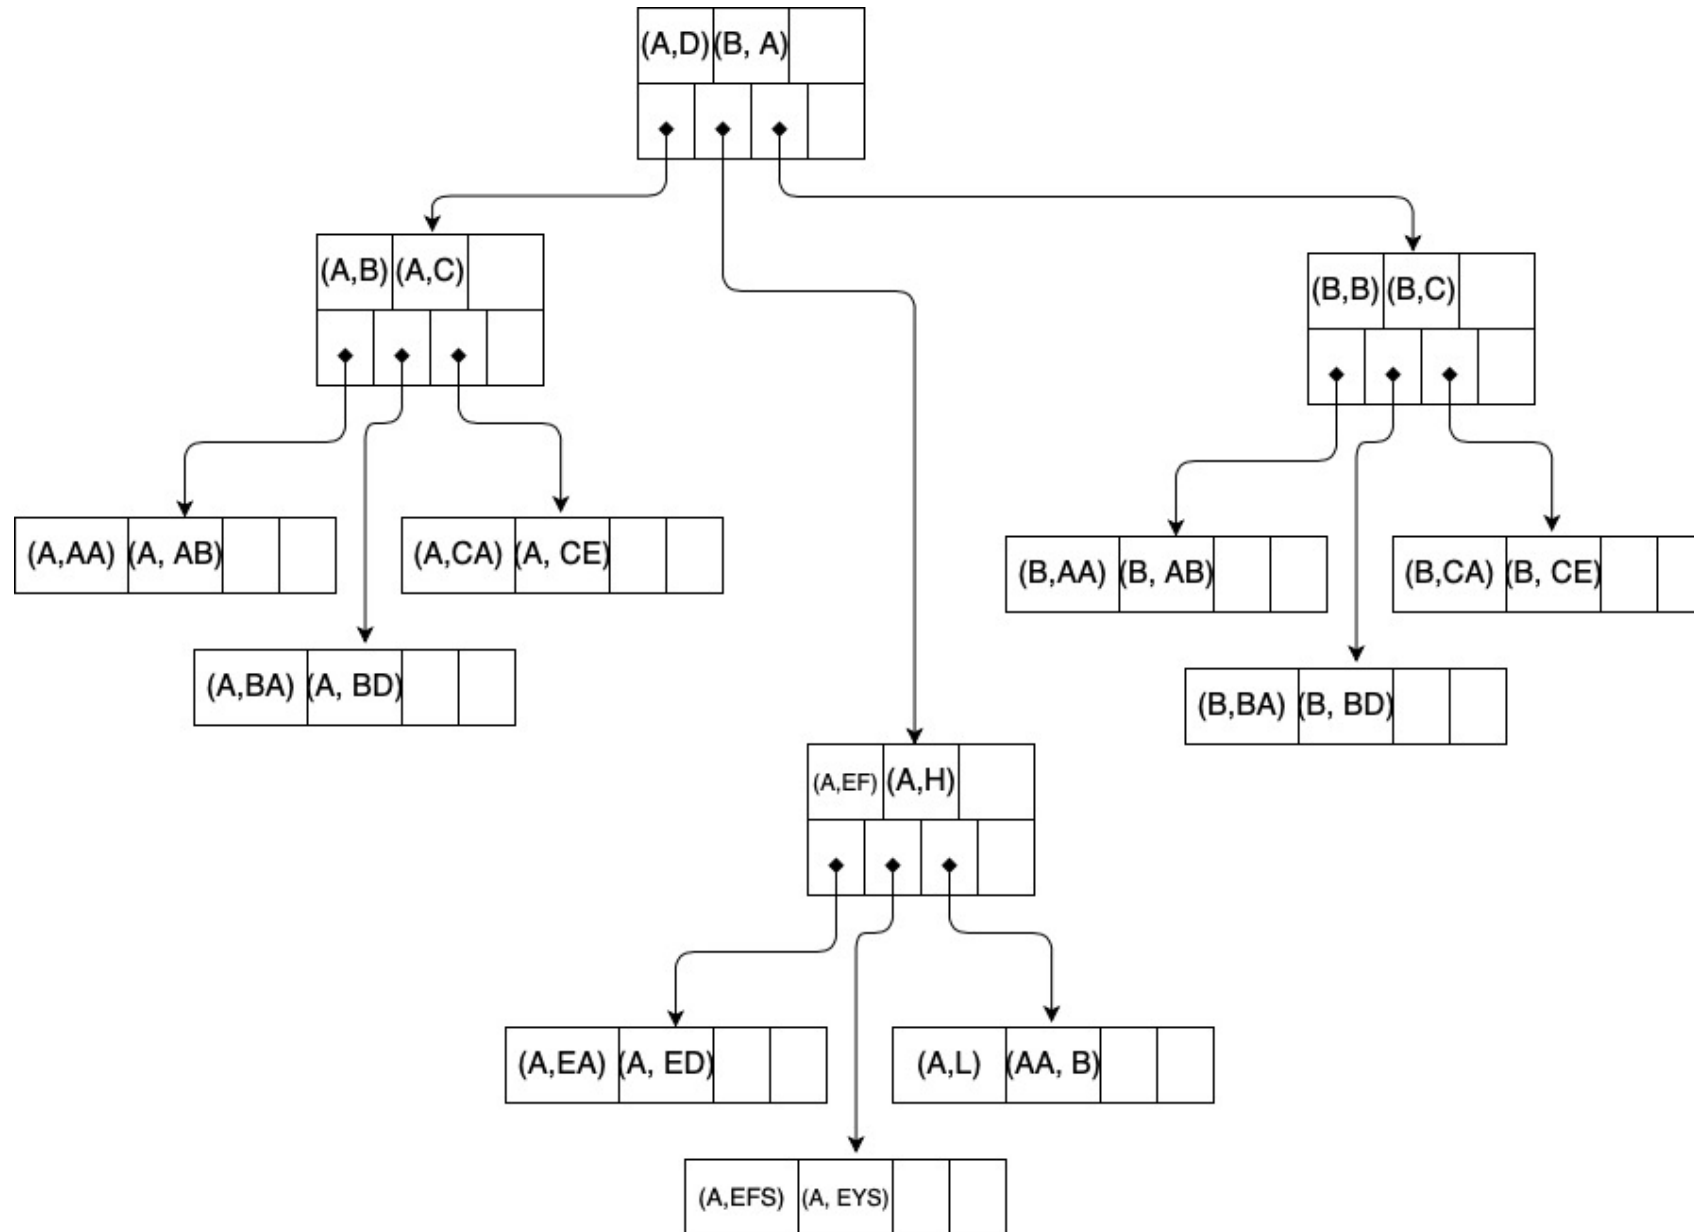 (A,D) (B, A)
(A,B) (A,C)
(B,B) (B,C)
(A,AA) (A, AB)
(A,CA) (A, CE)
(B,AA) (B, AB)
(B,CA) (B, CE)
(A,BA) (A, BD)
(B,BA) (B, BD)
(A,EF) (A,H)
(A,EA) (A, ED)
(A,L) (AA, B)
(A,EFS) (A, EYS)